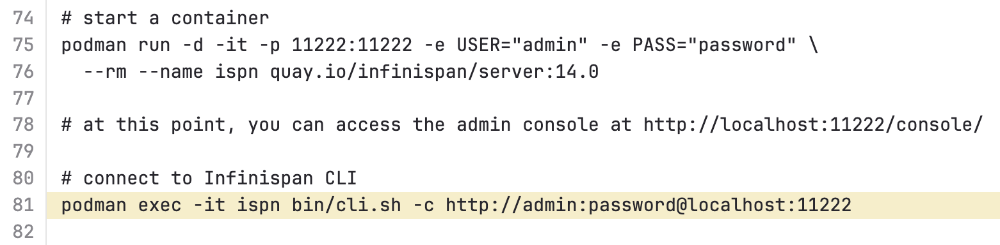 74 # start a container
75 podman run -d -it -p 11222:11222 -e USER="admin" -e PASS="password" \
76   --rm --name ispn quay.io/infinispan/server:14.0
77
78 # at this point, you can access the admin console at http://localhost:11222/console/
79
80 # connect to Infinispan CLI
81 podman exec -it ispn bin/cli.sh -c http://admin:password@localhost:11222
82